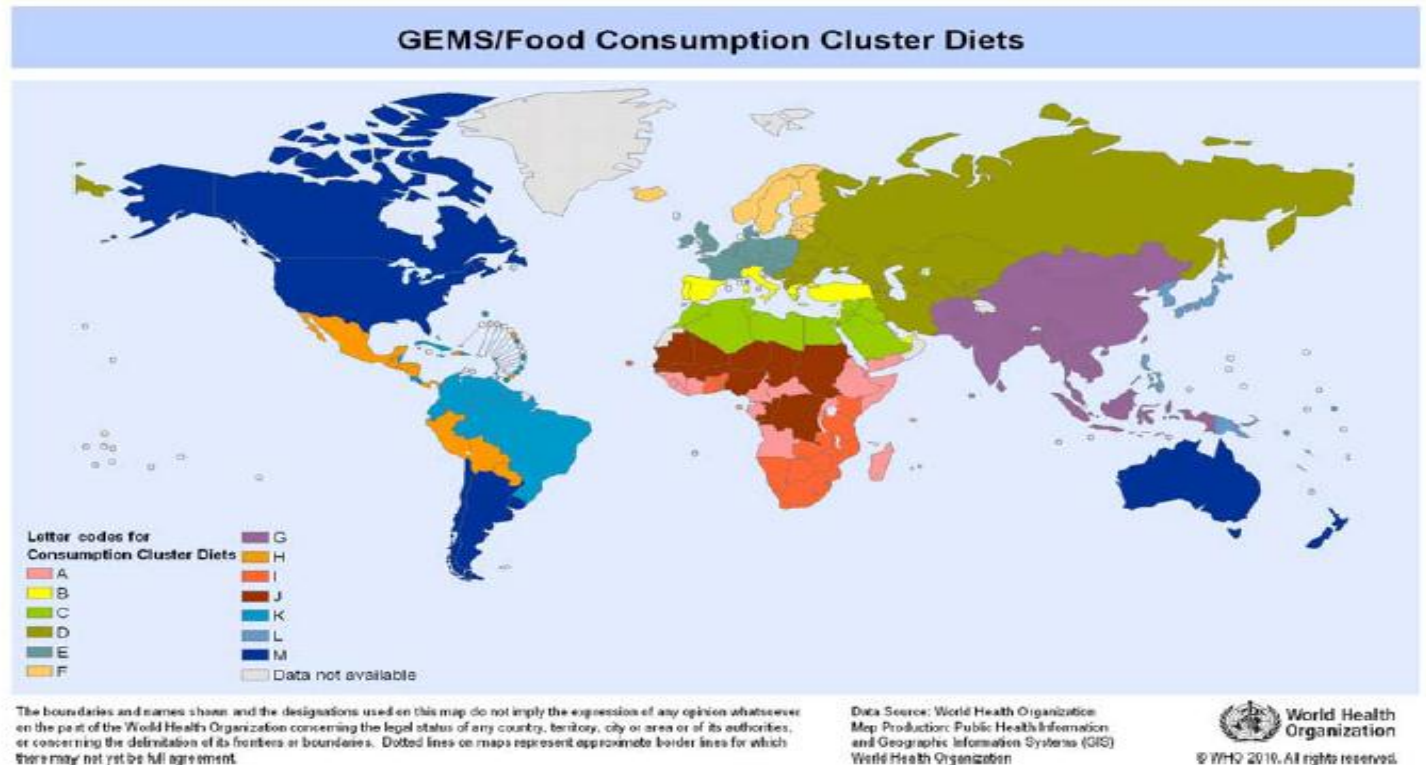 GEMS/Food Consumption Cluster Diets
Letter codes for
Consumption Cluster Diets
A
B
C
D
E
F
G
H
I
J
K
L
M
Data not available
The boundaries and names shown and the designations used on this map do not imply the expression of any opinion whatsoever
on the part of the World Health Organization concerning the legal status of any country, territory, city or area or of its authorities,
or concerning the delimitation of its frontiers or boundaries. Dotted lines on maps represent approximate border lines for which
there may not yet be full agreement.
Data Source: World Health Organization
Map Production: Public Health Information
and Geographic Information Systems (GIS)
World Health Organization
World Health
Organization
© WHO 2010. All rights reserved.